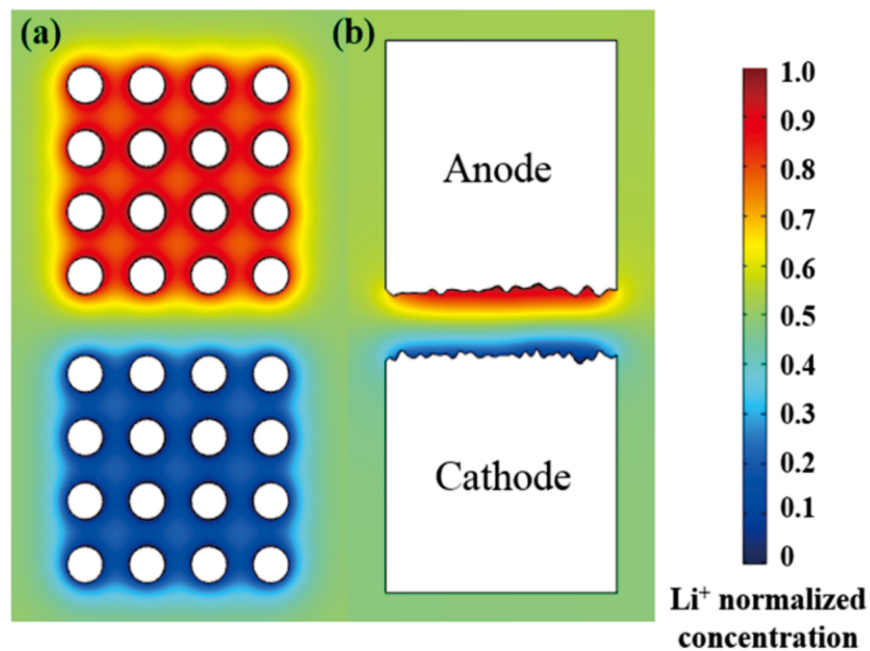 (a)
(b)
Anode
Cathode
1.0
0.9
0.8
0.7
0.6
0.5
0.4
0.3
0.2
0.1
0
Li⁺ normalized
concentration